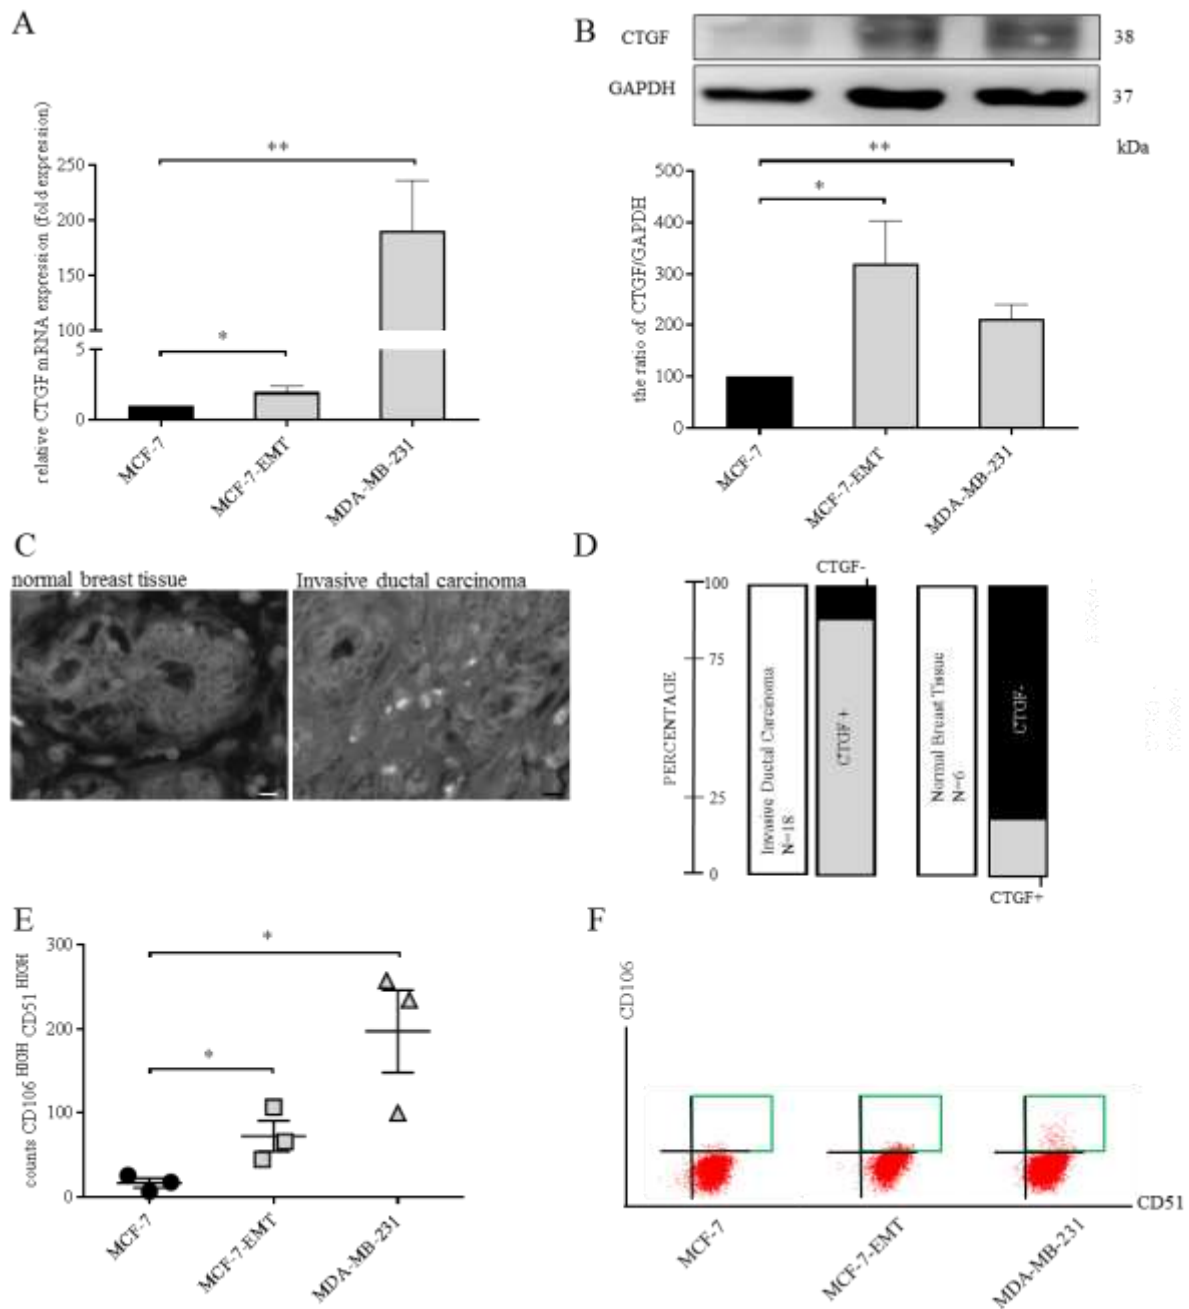 A
relative CTGF mRNA expression (fold expression)
250
200
150
100
5
0
**
*
MCF-7
MCF-7-EMT
MDA-MB-231
B
CTGF
38
GAPDH
37
kDa
the ratio of CTGF/GAPDH
500
400
300
200
100
0
**
*
MCF-7
MCF-7-EMT
MDA-MB-231
C
normal breast tissue
Invasive ductal carcinoma
D
PERCENTAGE
100
75
25
0
CTGF-
Invasive Ductal Carcinoma
N=18
CTGF+
Normal Breast Tissue
N=6
CTGF-
CTGF+
E
counts CD106 HIGH CD51 HIGH
300
200
100
0
*
*
MCF-7
MCF-7-EMT
MDA-MB-231
F
CD106
CD51
MCF-7
MCF-7-EMT
MDA-MB-231